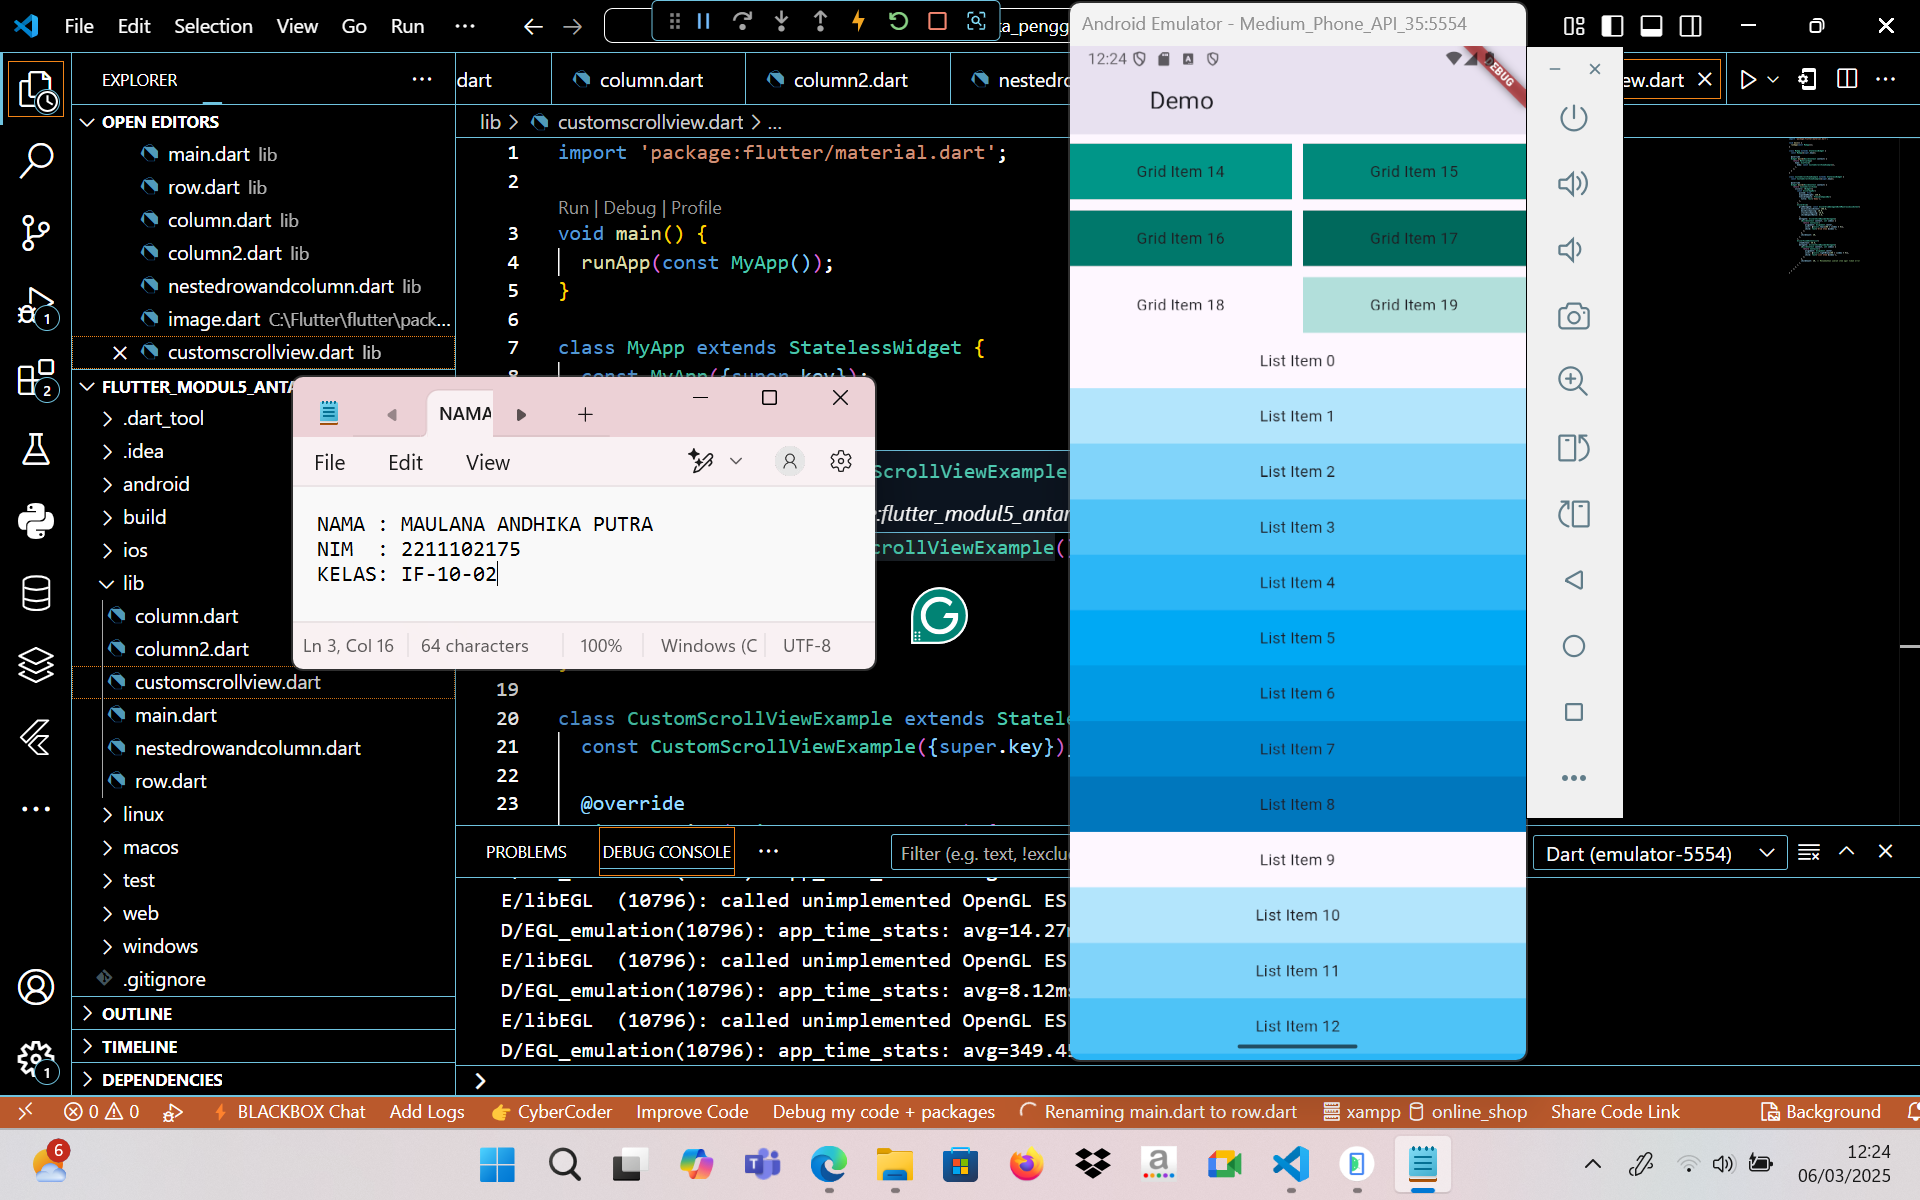 File Edit Selection View Go Run
ta_pengg
Android Emulator - Medium_Phone_API_35:5554
EXPLORER
dart column.dart column2.dart nestedro ew.dart
OPEN EDITORS
main.dart lib
row.dart lib
column.dart lib
column2.dart lib
nestedrowandcolumn.dart lib
image.dart C:\Flutter\flutter\pack...
customscrollview.dart lib
FLUTTER_MODUL5_ANTA
.dart_tool
.idea
android
build
ios
lib
column.dart
column2.dart
customscrollview.dart
main.dart
nestedrowandcolumn.dart
row.dart
linux
macos
test
web
windows
.gitignore
OUTLINE
TIMELINE
DEPENDENCIES
lib > customscrollview.dart > ...
1 import 'package:flutter/material.dart';
2
Run | Debug | Profile
3 void main() {
4 runApp(const MyApp());
5 }
6
7 class MyApp extends StatelessWidget {
8 const MyApp({super.key});
ScrollViewExample
:flutter_modul5_antar
crollViewExample(
19
20 class CustomScrollViewExample extends Statele
21 const CustomScrollViewExample({super.key})
22
23 @override
NAMA
File Edit View
NAMA : MAULANA ANDHIKA PUTRA
NIM : 2211102175
KELAS: IF-10-02
Ln 3, Col 16 64 characters 100% Windows (C UTF-8
12:24
DEBUG
Demo
Grid Item 14 Grid Item 15
Grid Item 16 Grid Item 17
Grid Item 18 Grid Item 19
List Item 0
List Item 1
List Item 2
List Item 3
List Item 4
List Item 5
List Item 6
List Item 7
List Item 8
List Item 9
List Item 10
List Item 11
List Item 12
PROBLEMS DEBUG CONSOLE Filter (e.g. text, !exclu Dart (emulator-5554)
E/libEGL (10796): called unimplemented OpenGL ES
D/EGL_emulation(10796): app_time_stats: avg=14.27m
E/libEGL (10796): called unimplemented OpenGL ES
D/EGL_emulation(10796): app_time_stats: avg=8.12ms
E/libEGL (10796): called unimplemented OpenGL ES
D/EGL_emulation(10796): app_time_stats: avg=349.45
0 0 BLACKBOX Chat Add Logs CyberCoder Improve Code Debug my code + packages Renaming main.dart to row.dart xampp online_shop Share Code Link Background
6
12:24
06/03/2025